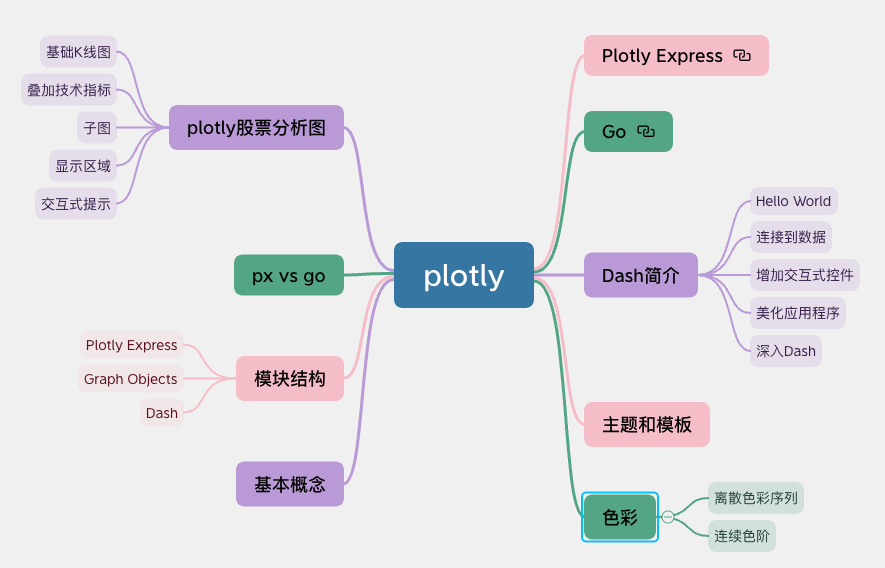 plotly
Plotly Express
Go
Dash简介
Hello World
连接到数据
增加交互式控件
美化应用程序
深入Dash
主题和模板
色彩
离散色彩序列
连续色阶
plotly股票分析图
基础K线图
叠加技术指标
子图
显示区域
交互式提示
px vs go
模块结构
Plotly Express
Graph Objects
Dash
基本概念